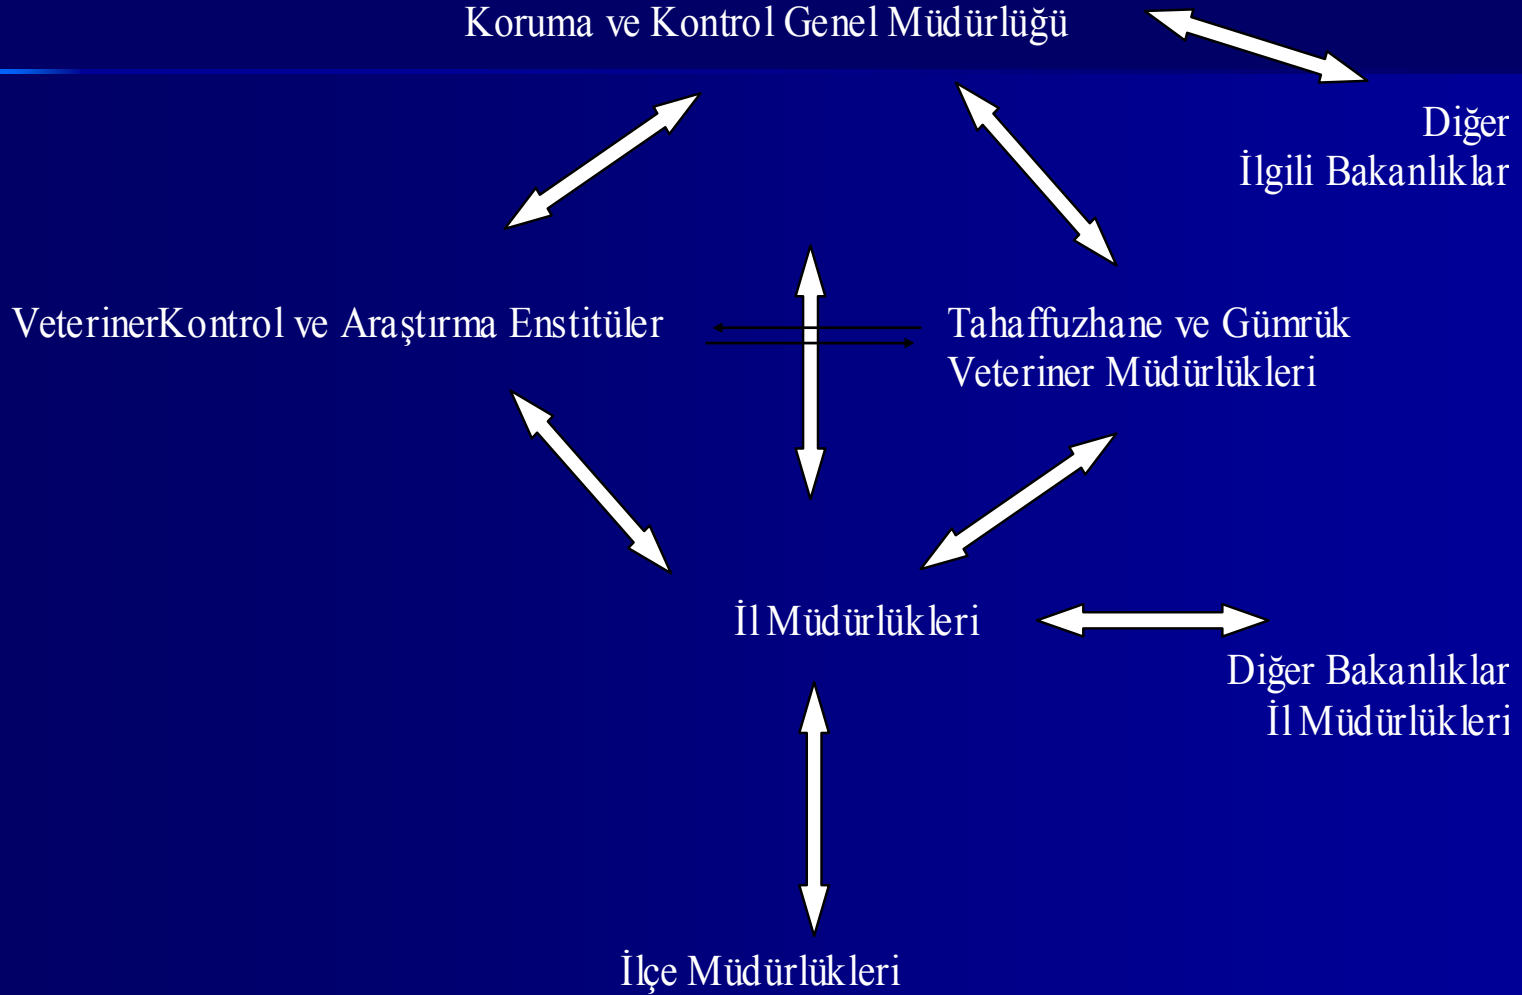 Koruma ve Kontrol Genel Müdürlüğü
Diğer
İlgili Bakanlıklar
VeterinerKontrol ve Araştırma Enstitüler
Tahaffuzhane ve Gümrük
Veteriner Müdürlükleri
İl Müdürlükleri
Diğer Bakanlıklar
İl Müdürlükleri
İlçe Müdürlükleri